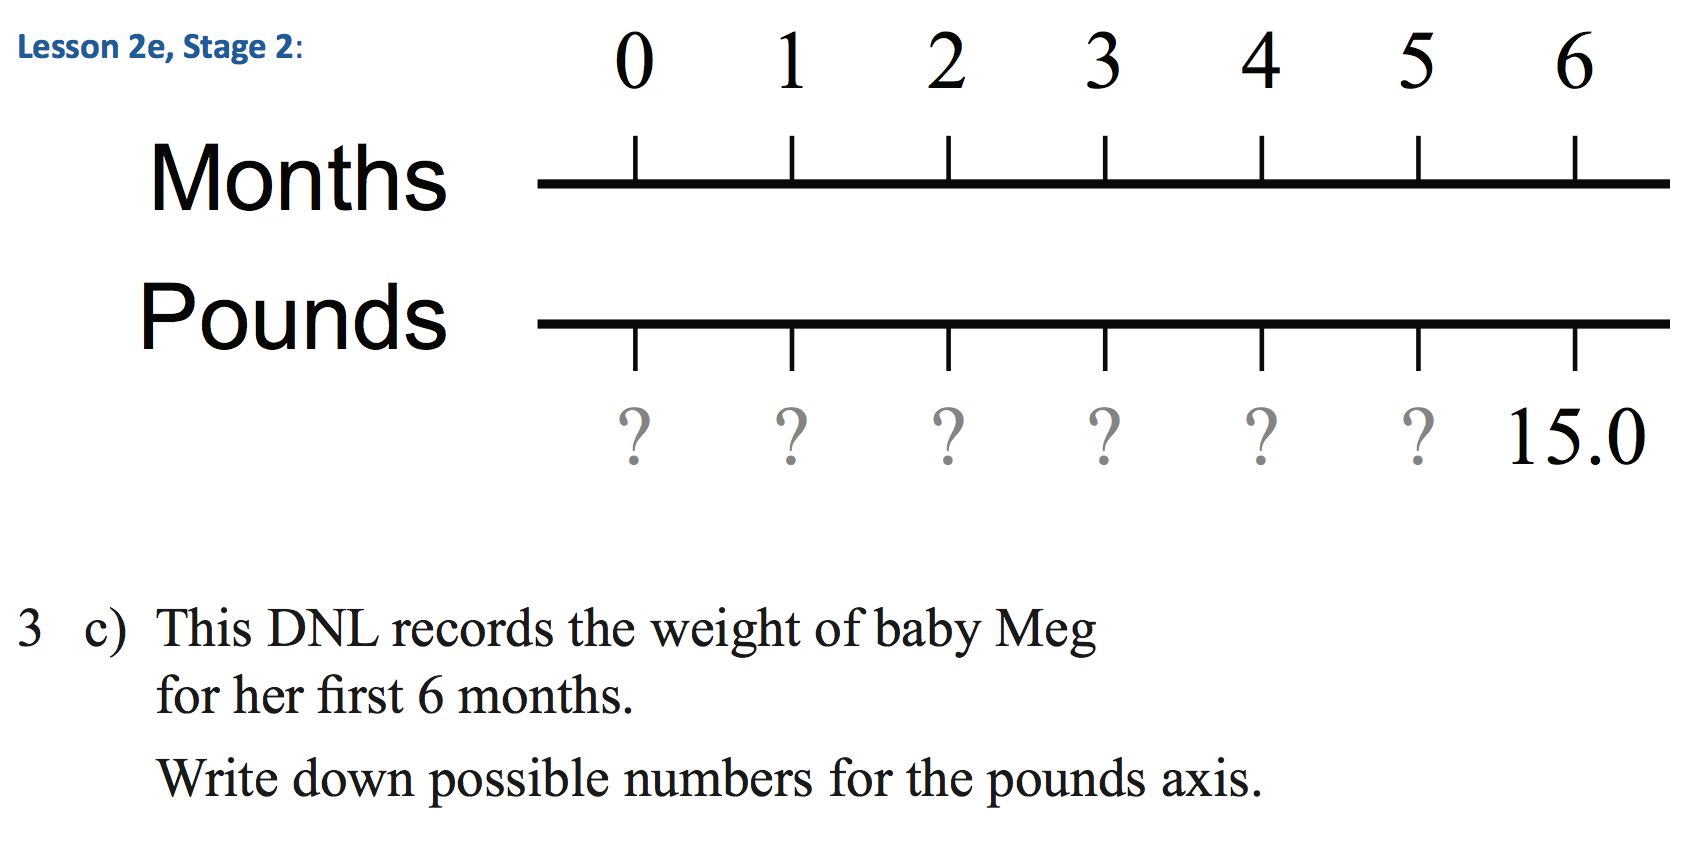 Lesson 2e, Stage 2:
0 1 2 3 4 5 6
Months
Pounds
? ? ? ? ? ? 15.0
3 c) This DNL records the weight of baby Meg
for her first 6 months.
Write down possible numbers for the pounds axis.